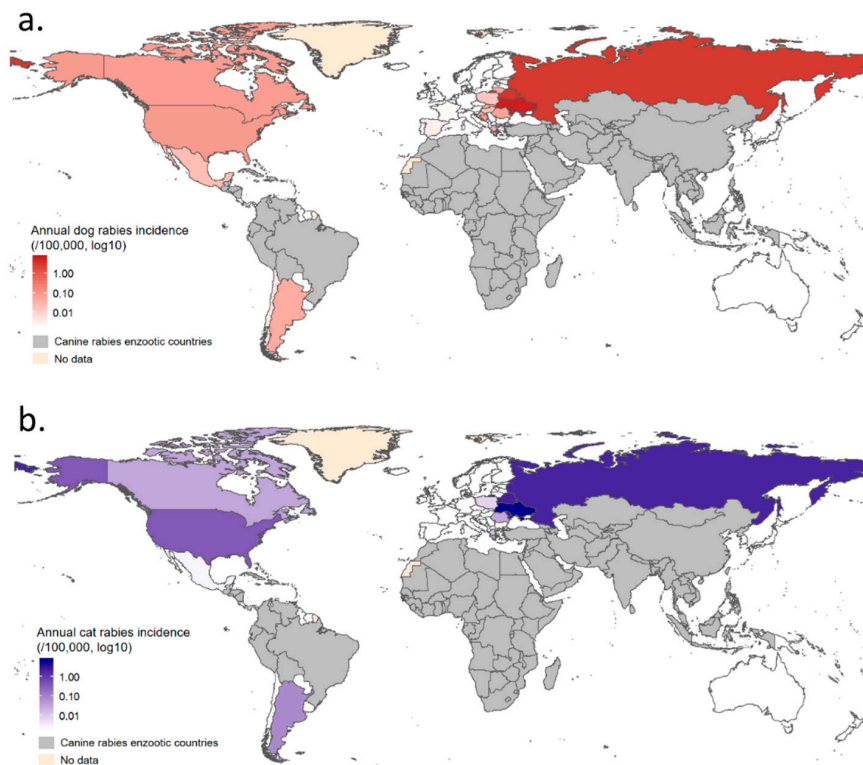 a.
Annual dog rabies incidence
(/100,000, log10)
1.00
0.10
0.01
Canine rabies enzootic countries
No data
b.
Annual cat rabies incidence
(/100,000, log10)
1.00
0.10
0.01
Canine rabies enzootic countries
No data